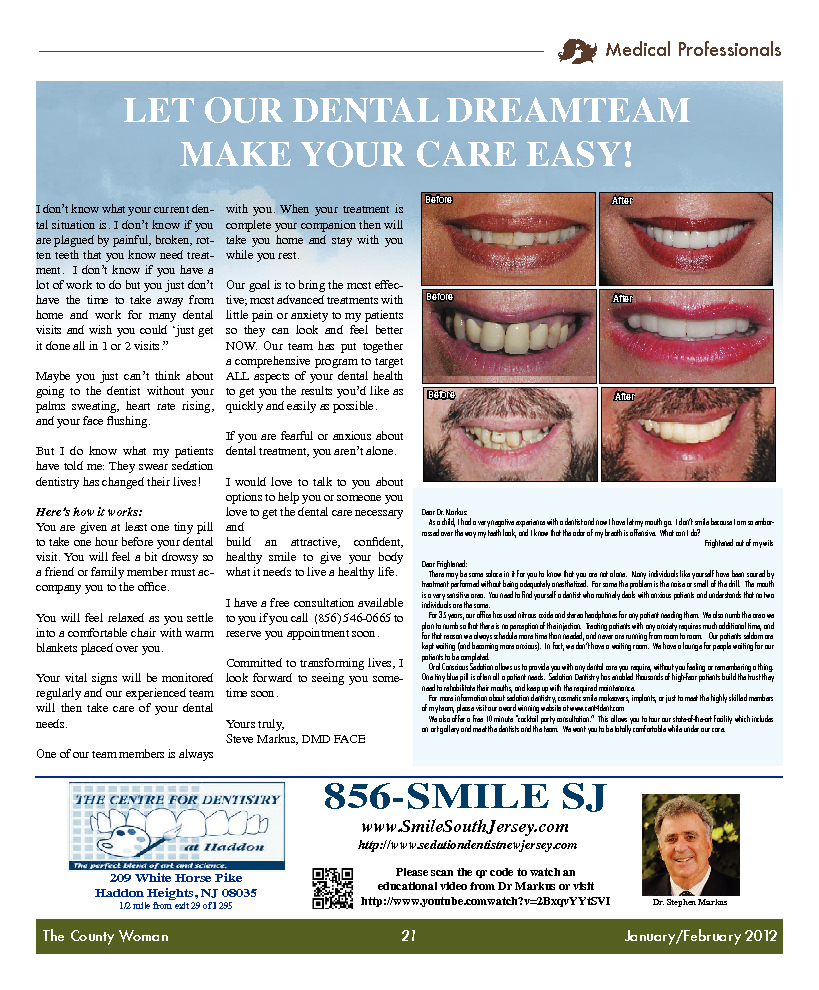 Medical Professionals
LET OUR DENTAL DREAMTEAM
MAKE YOUR CARE EASY!
I don't know what your current den-
tal situation is. I don't know if you
are plagued by painful, broken, rot-
ten teeth that you know need treat-
ment. I don't know if you have a
lot of work to do but you just don't
have the time to take away from
home and work for many dental
visits and wish you could 'just get
it done all in 1 or 2 visits."
Maybe you just can't think about
going to the dentist without your
palms sweating, heart rate rising,
and your face flushing.
But I do know what my patients
have told me: They swear sedation
dentistry has changed their lives!
Here's how it works:
You are given at least one tiny pill
to take one hour before your dental
visit. You will feel a bit drowsy so
a friend or family member must ac-
company you to the office.
You will feel relaxed as you settle
into a comfortable chair with warm
blankets placed over you.
Your vital signs will be monitored
regularly and our experienced team
will then take care of your dental
needs.
One of our team members is always
with you. When your treatment is
complete your companion then will
take you home and stay with you
while you rest.
Our goal is to bring the most effec-
tive; most advanced treatments with
little pain or anxiety to my patients
so they can look and feel better
NOW. Our team has put together
a comprehensive program to target
ALL aspects of your dental health
to get you the results you'd like as
quickly and easily as possible.
If you are fearful or anxious about
dental treatment, you aren't alone.
I would love to talk to you about
options to help you or someone you
love to get the dental care necessary
and
build an attractive, confident,
healthy smile to give your body
what it needs to live a healthy life.
I have a free consultation available
to you if you call (856) 546-0665 to
reserve you appointment soon.
Committed to transforming lives, I
look forward to seeing you some-
time soon.
Yours truly,
Steve Markus, DMD FACE
Before
After
Before
After
Before
After
Dear Dr. Markus:
As a child, I had a very negative experience with a dentist and now I have let my mouth go. I don't smile because I am so embar-
rassed over the way my teeth look, and I know that the odor of my breath is offensive. What can I do?
Frightened out of my wits
Dear Frightened:
There may be some solace in it for you to know that you are not alone. Many individuals like yourself have been scared by
treatment performed without being adequately anesthetized. For some the problem is the noise or smell of the drill. The mouth
is a very sensitive area. You need to find yourself a dentist who routinely deals with anxious patients and understands that no two
individuals are the same.
For 35 years, our office has used nitrous oxide and stereo headphones for any patient needing them. We also numb the area we
plan to numb so that there is no perception of the injection. Treating patients with any anxiety requires much additional time, and
for that reason we always schedule more time than needed, and never are running from room to room. Our patients seldom are
kept waiting (and becoming more anxious). In fact, we don't have a waiting room. We have a lounge for people waiting for our
patients to be completed.
Oral Conscious Sedation allows us to provide you with any dental care you require, without you feeling or remembering a thing.
One tiny blue pill is often all a patient needs. Sedation Dentistry has enabled thousands of high-fear patients builld the trust they
need to rehabilitate their mouths, and keep up with the required maintenance.
For more information about sedation dentistry, cosmetic smile makeovers, implants, or just to meet the highly skilled members
of my team, please visit our award winning website at www.cent4dent.com
We also offer a free 10 minute "cocktail party consultation." This allows you to tour our state-of-the-art facility which includes
an art gallery and meet the dentists and the team. We want you to be totally comfortable while under our care.
THE CENTRE FOR DENTISTRY
at Haddon
The perfect blend of art and science.
209 White Horse Pike
Haddon Heights, NJ 08035
1/2 mile from exit 29 of I 295
856-SMILE SJ
www.SmileSouthJersey.com
http://www.sedationdentistnewjersey.com
Please scan the qr code to watch an
educational video from Dr Markus or visit
http://www.youtube.comwatch?v=2BxqvYYtSVI
Dr. Stephen Markus
The County Woman
21
January/February 2012